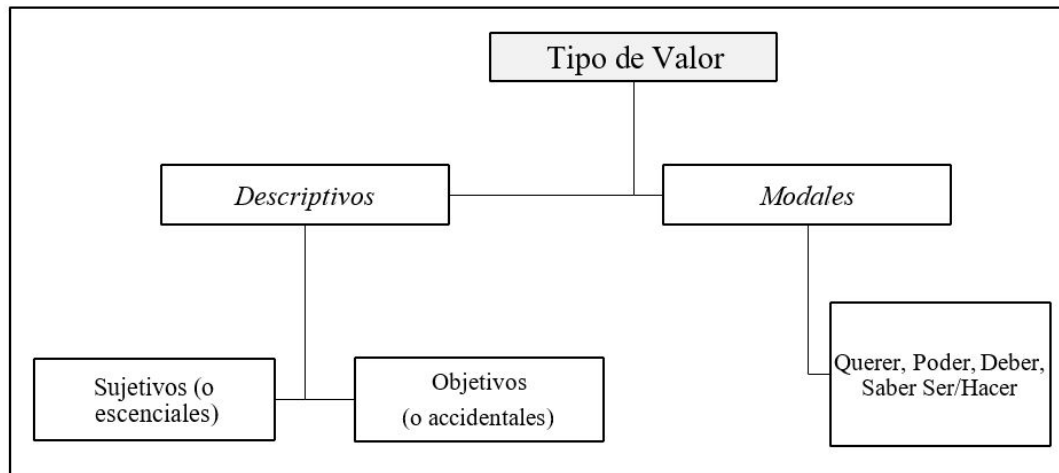 Tipo de Valor
Descriptivos
Modales
Sujetivos (o
escenciales)
Objetivos
(o accidentales)
Querer, Poder, Deber,
Saber Ser/Hacer